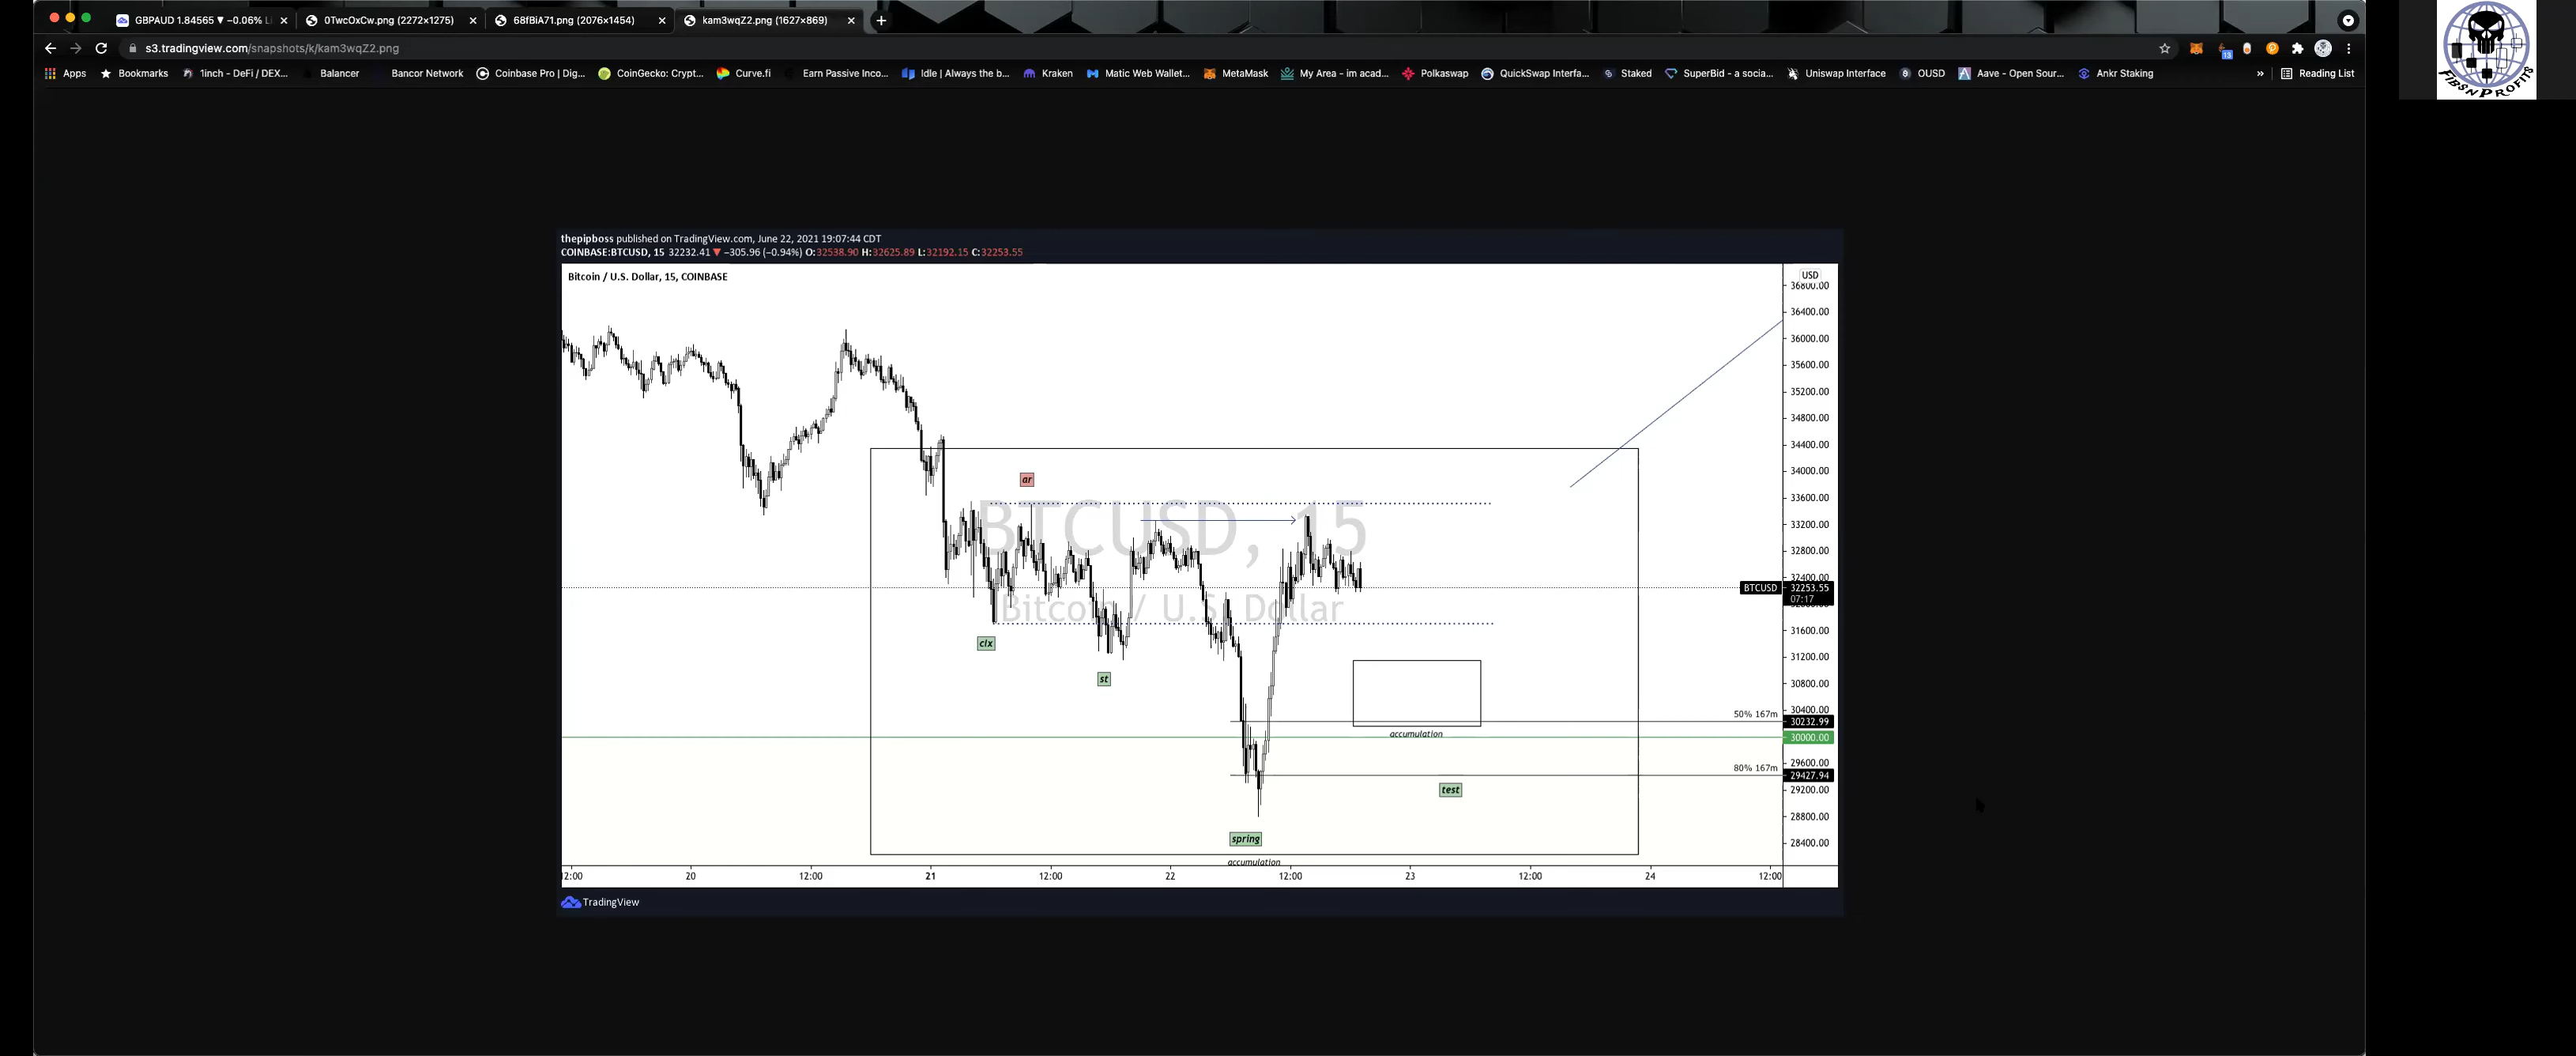 GBPAUD 1.84565 ▼ −0.06%
0TwcOxCw.png (2272×1275)
68fBiA71.png (2076×1454)
kam3wqZ2.png (1627×869)
s3.tradingview.com/snapshots/k/kam3wqZ2.png
Apps Bookmarks 1inch - DeFi / DEX... Balancer Bancor Network Coinbase Pro | Dig... CoinGecko: Crypt... Curve.fi Earn Passive Inco... Idle | Always the b... Kraken Matic Web Wallet... MetaMask My Area - im acad... Polkaswap QuickSwap Interfa... Staked SuperBid - a socia... Uniswap Interface OUSD Aave - Open Sour... Ankr Staking » Reading List
13
FIBSNPROFITS
thepipboss published on TradingView.com, June 22, 2021 19:07:44 CDT
COINBASE:BTCUSD, 15 32232.41 ▼ −305.96 (−0.94%) O:32538.90 H:32625.89 L:32192.15 C:32253.55
Bitcoin / U.S. Dollar, 15, COINBASE
USD
36800.00
36400.00
36000.00
35600.00
35200.00
34800.00
34400.00
34000.00
ar
33600.00
BTCUSD, 15
33200.00
32800.00
32400.00
BTCUSD 32253.55
07:17
Bitcoin / U.S. Dollar
31600.00
clx
31200.00
st
30800.00
30400.00
50% 167m 30232.99
accumulation
30000.00
29600.00
80% 167m 29427.94
test
29200.00
28800.00
spring
28400.00
accumulation
12:00 20 12:00 21 12:00 22 12:00 23 12:00 24 12:00
TradingView